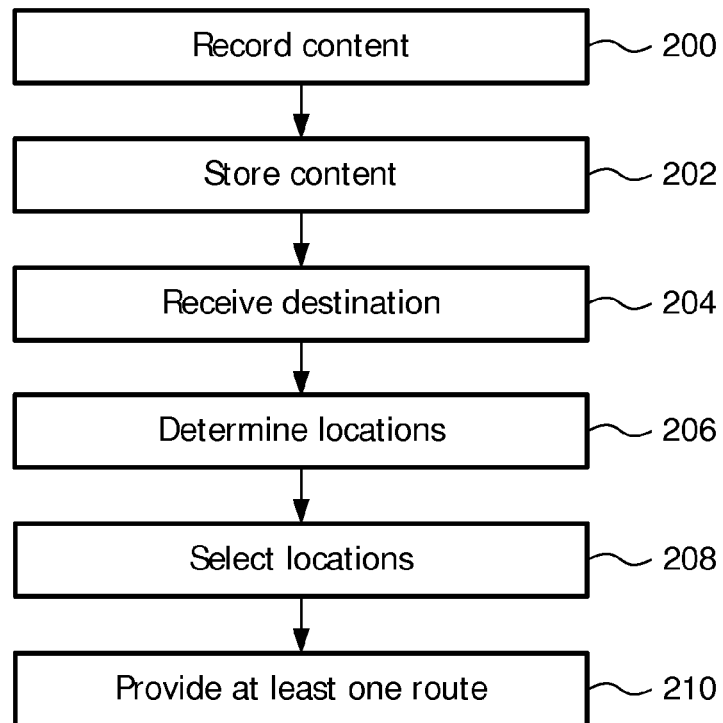 Record content 200
Store content 202
Receive destination 204
Determine locations 206
Select locations 208
Provide at least one route 210